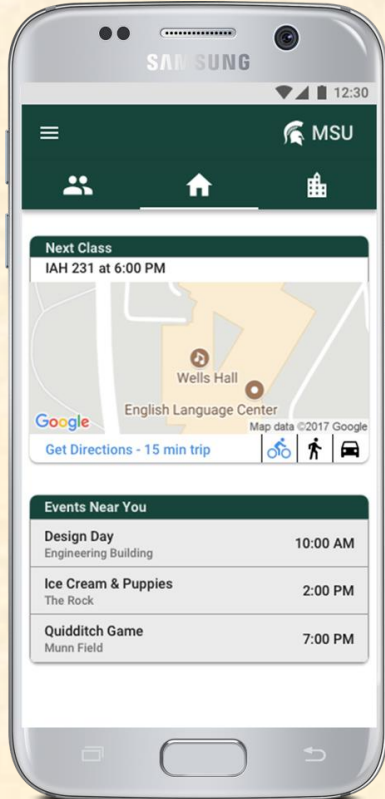 SAMSUNG
12:30
MSU
Next Class
IAH 231 at 6:00 PM
Wells Hall
English Language Center
Google
Map data ©2017 Google
Get Directions - 15 min trip
Events Near You
Design Day
10:00 AM
Engineering Building
Ice Cream & Puppies
2:00 PM
The Rock
Quidditch Game
7:00 PM
Munn Field